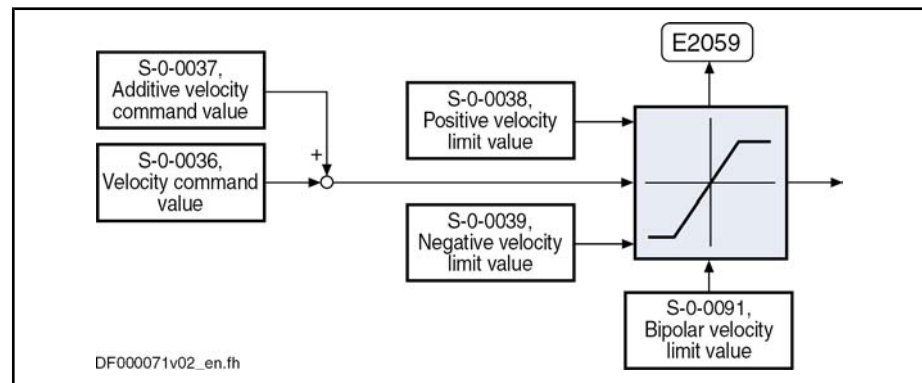 E2059
S-0-0037,
Additive velocity
command value
S-0-0038,
Positive velocity
limit value
+
S-0-0036,
Velocity command
value
S-0-0039,
Negative velocity
limit value
S-0-0091,
Bipolar velocity
limit value
DF000071v02_en.fh